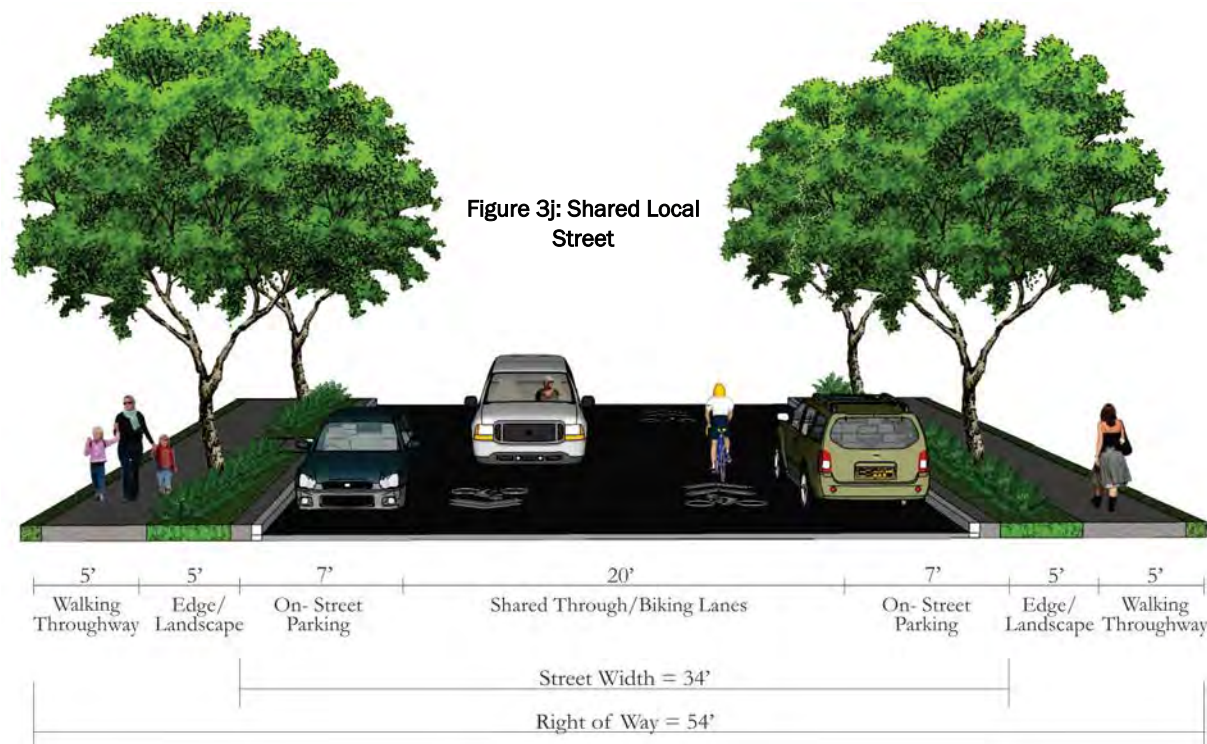 Figure 3j: Shared Local
Street
5' 5' 7' 20' 7' 5' 5'
Walking Throughway
Edge/ Landscape
On- Street Parking
Shared Through/Biking Lanes
On- Street Parking
Edge/ Landscape
Walking Throughway
Street Width = 34'
Right of Way = 54'